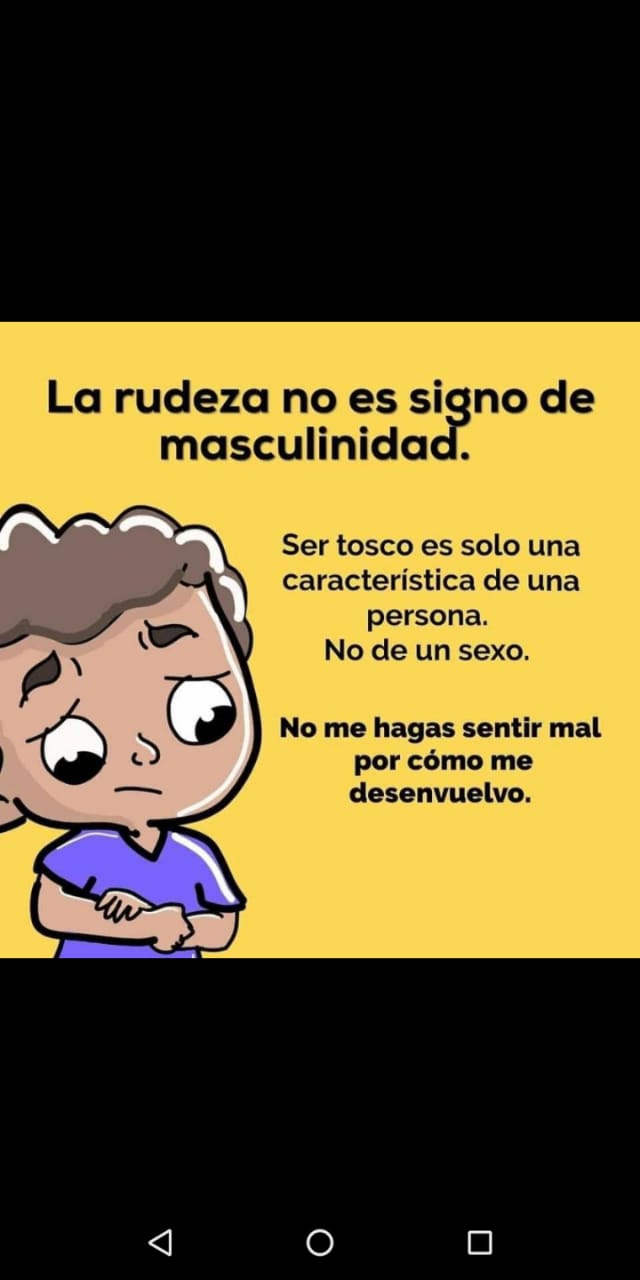 La rudeza no es signo de
masculinidad.
Ser tosco es solo una
característica de una
persona.
No de un sexo.
No me hagas sentir mal
por cómo me
desenvuelvo.